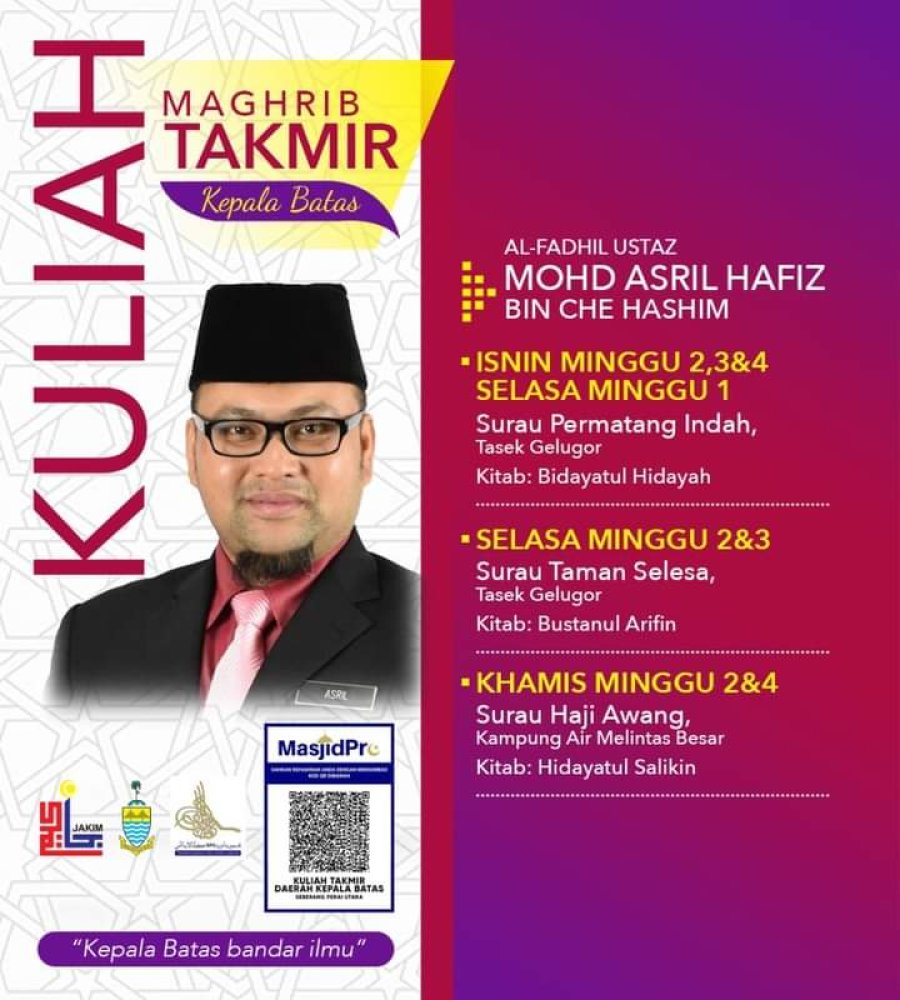 KULIAH
MAGHRIB
TAKMIR
Kepala Batas
AL-FADHIL USTAZ
MOHD ASRIL HAFIZ
BIN CHE HASHIM
ISNIN MINGGU 2,3&4
SELASA MINGGU 1
Surau Permatang Indah,
Tasek Gelugor
Kitab: Bidayatul Hidayah
SELASA MINGGU 2&3
Surau Taman Selesa,
Tasek Gelugor
Kitab: Bustanul Arifin
KHAMIS MINGGU 2&4
Surau Haji Awang,
Kampung Air Melintas Besar
Kitab: Hidayatul Salikin
ASRIL
JAKIM
MasjidPro
KULIAH TAKMIR
DAERAH KEPALA BATAS
SEBERANG PERAI UTARA
"Kepala Batas bandar ilmu"